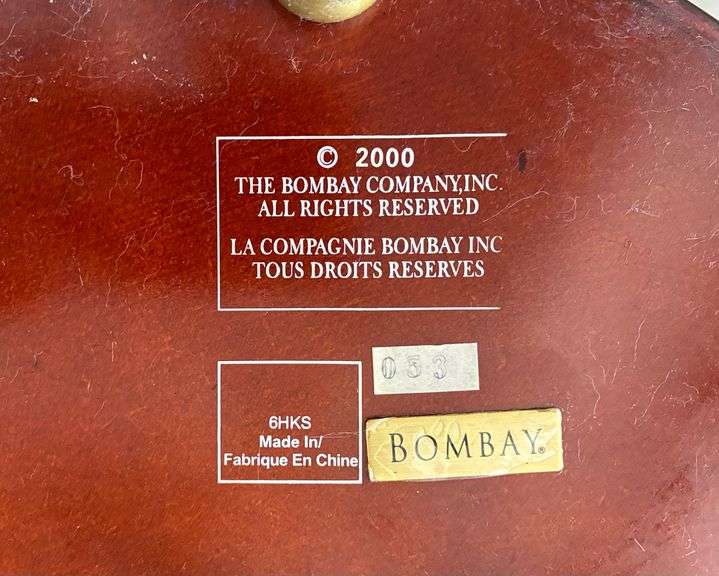 © 2000
THE BOMBAY COMPANY,INC.
ALL RIGHTS RESERVED
LA COMPAGNIE BOMBAY INC
TOUS DROITS RESERVES
053
6HKS
Made In/
Fabrique En Chine
BOMBAY®